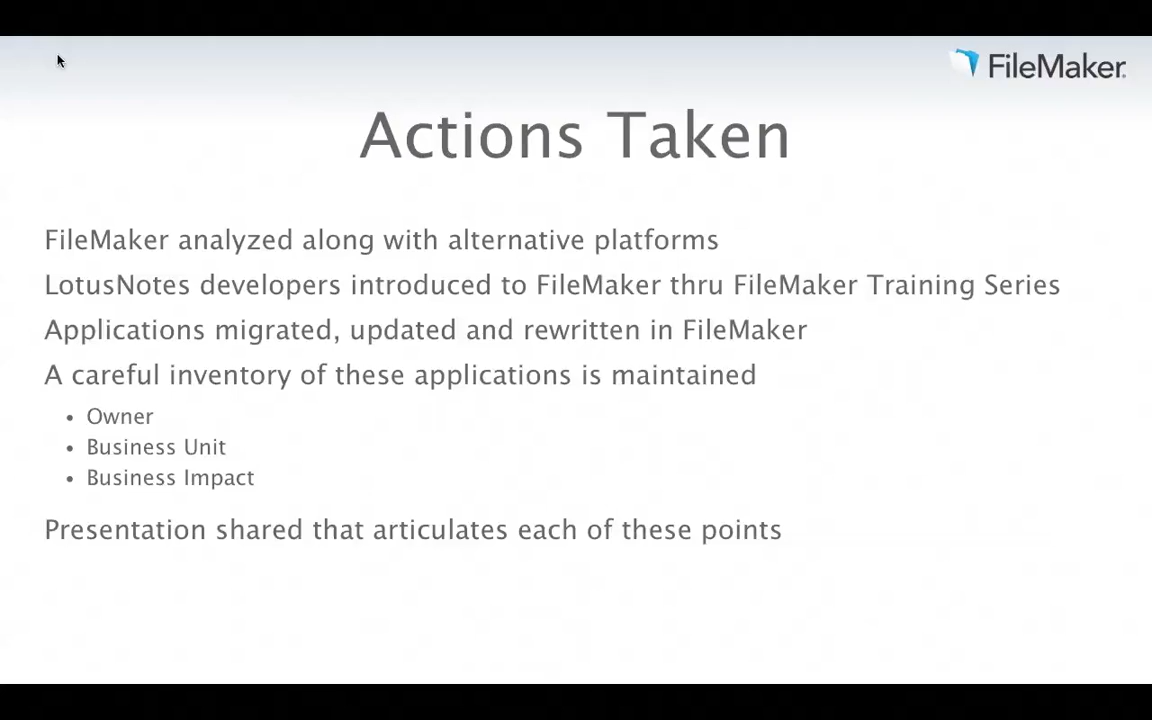 FileMaker
Actions Taken
FileMaker analyzed along with alternative platforms
LotusNotes developers introduced to FileMaker thru FileMaker Training Series
Applications migrated, updated and rewritten in FileMaker
A careful inventory of these applications is maintained
• Owner
• Business Unit
• Business Impact
Presentation shared that articulates each of these points